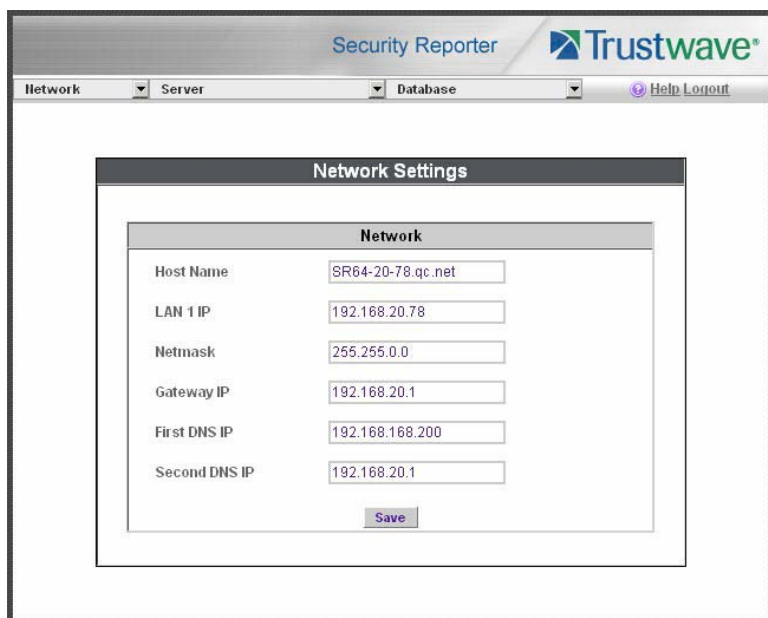 Security Reporter Trustwave®
Network Server Database Help Logout
Network Settings
Network
Host Name SR64-20-78.qc.net
LAN 1 IP 192.168.20.78
Netmask 255.255.0.0
Gateway IP 192.168.20.1
First DNS IP 192.168.168.200
Second DNS IP 192.168.20.1
Save